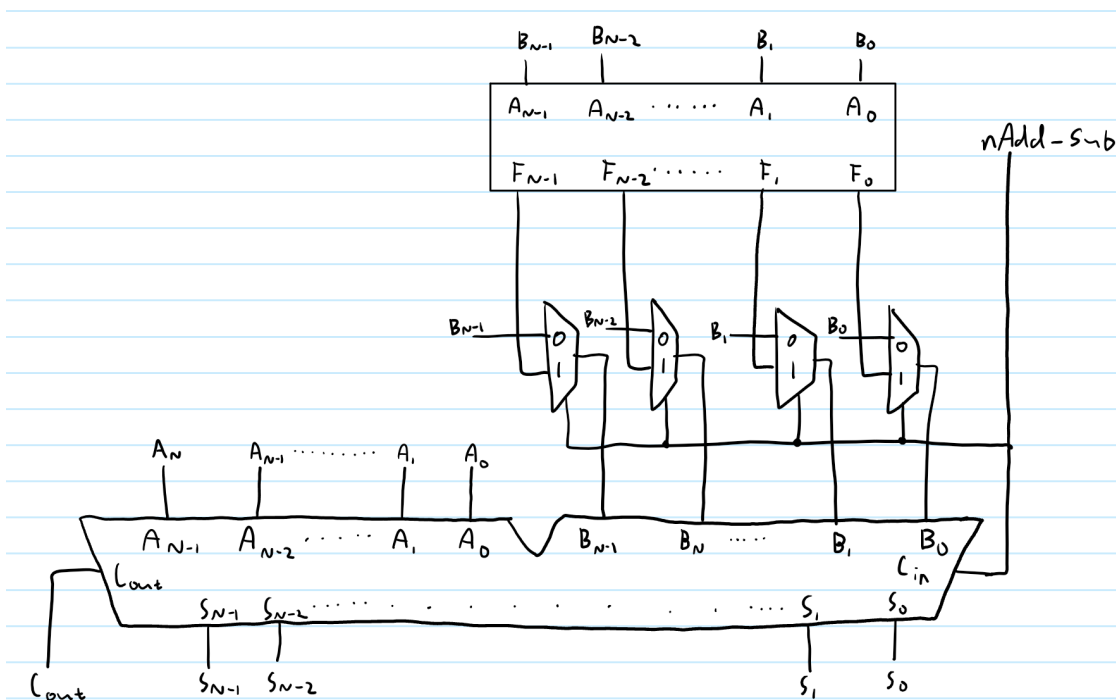 B_{N-1} B_{N-2} B_1 B_0
A_{N-1} A_{N-2} ...... A_1 A_0
nAdd-Sub
F_{N-1} F_{N-2} ...... F_1 F_0
B_{N-1} 0 B_{N-2} 0 B_1 0 B_0 0
1 1 1 1
A_N A_{N-1} ........ A_1 A_0
A_{N-1} A_{N-2} ...... A_1 A_0 B_{N-1} B_N ..... B_1 B_0
Cout Cin
S_{N-1} S_{N-2} ...... . . . . . . . ..... S_1 S_0
Cout S_{N-1} S_{N-2} S_1 S_0